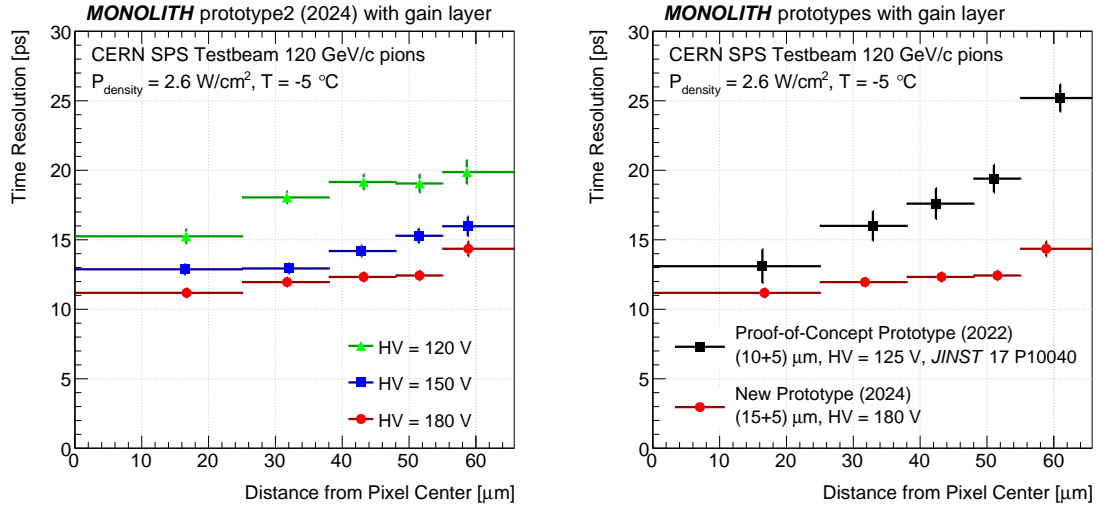 MONOLITH prototype2 (2024) with gain layer
Time Resolution [ps]
30
25
20
15
10
5
0
CERN SPS Testbeam 120 GeV/c pions
P_density = 2.6 W/cm², T = -5 °C
HV = 120 V
HV = 150 V
HV = 180 V
0 10 20 30 40 50 60
Distance from Pixel Center [μm]
MONOLITH prototypes with gain layer
Time Resolution [ps]
30
25
20
15
10
5
0
CERN SPS Testbeam 120 GeV/c pions
P_density = 2.6 W/cm², T = -5 °C
Proof-of-Concept Prototype (2022)
(10+5) μm, HV = 125 V, JINST 17 P10040
New Prototype (2024)
(15+5) μm, HV = 180 V
0 10 20 30 40 50 60
Distance from Pixel Center [μm]